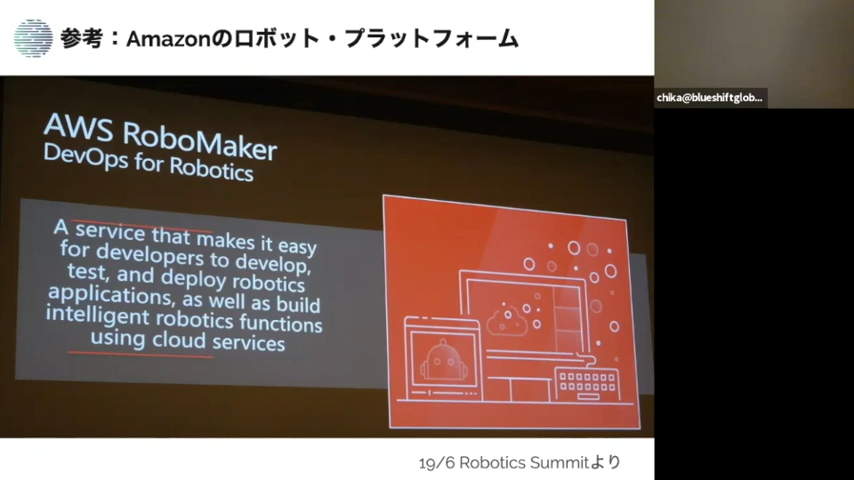 参考：Amazonのロボット・プラットフォーム
chika@blueshiftglob...
AWS RoboMaker
DevOps for Robotics
A service that makes it easy
for developers to develop,
test, and deploy robotics
applications, as well as build
intelligent robotics functions
using cloud services
19/6 Robotics Summitより